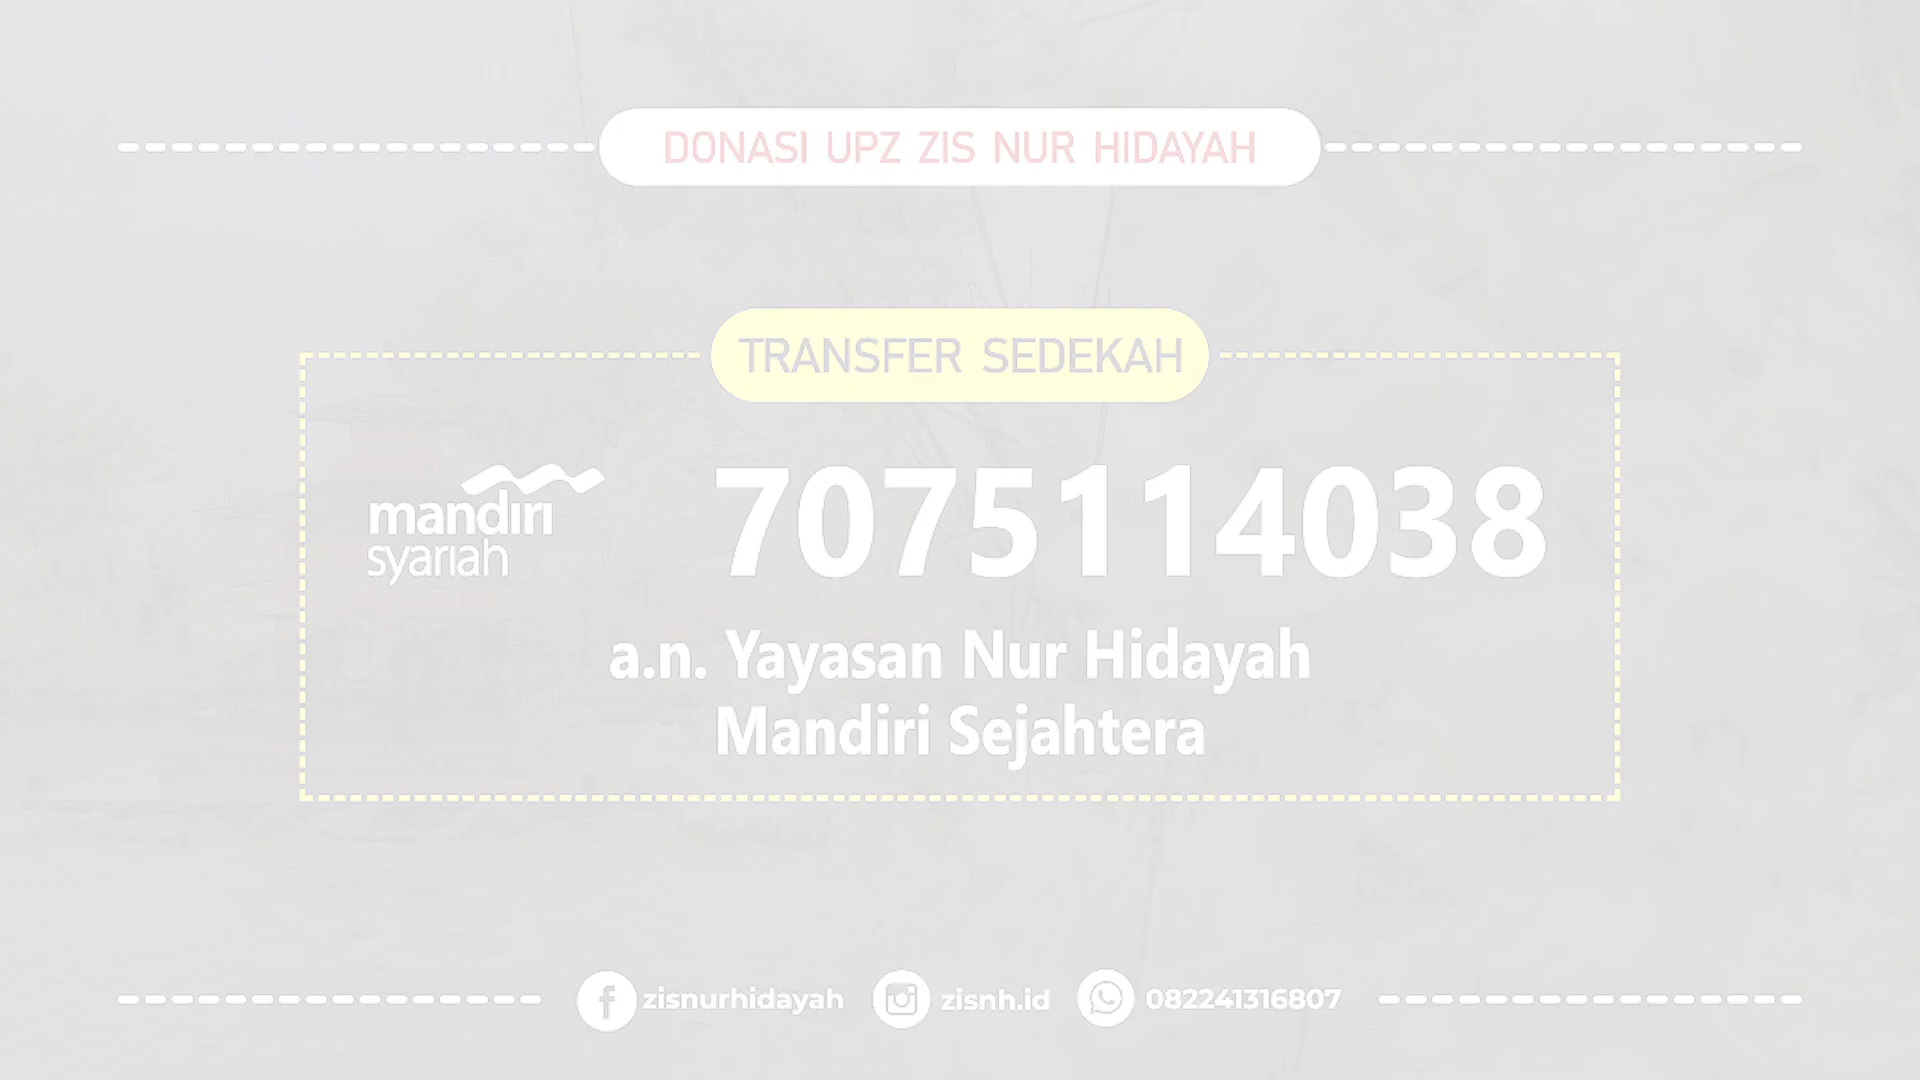 DONASI UPZ ZIS NUR HIDAYAH
TRANSFER SEDEKAH
mandiri
syariah
7075114038
a.n. Yayasan Nur Hidayah
Mandiri Sejahtera
zisnurhidayah zisnh.id 082241316807